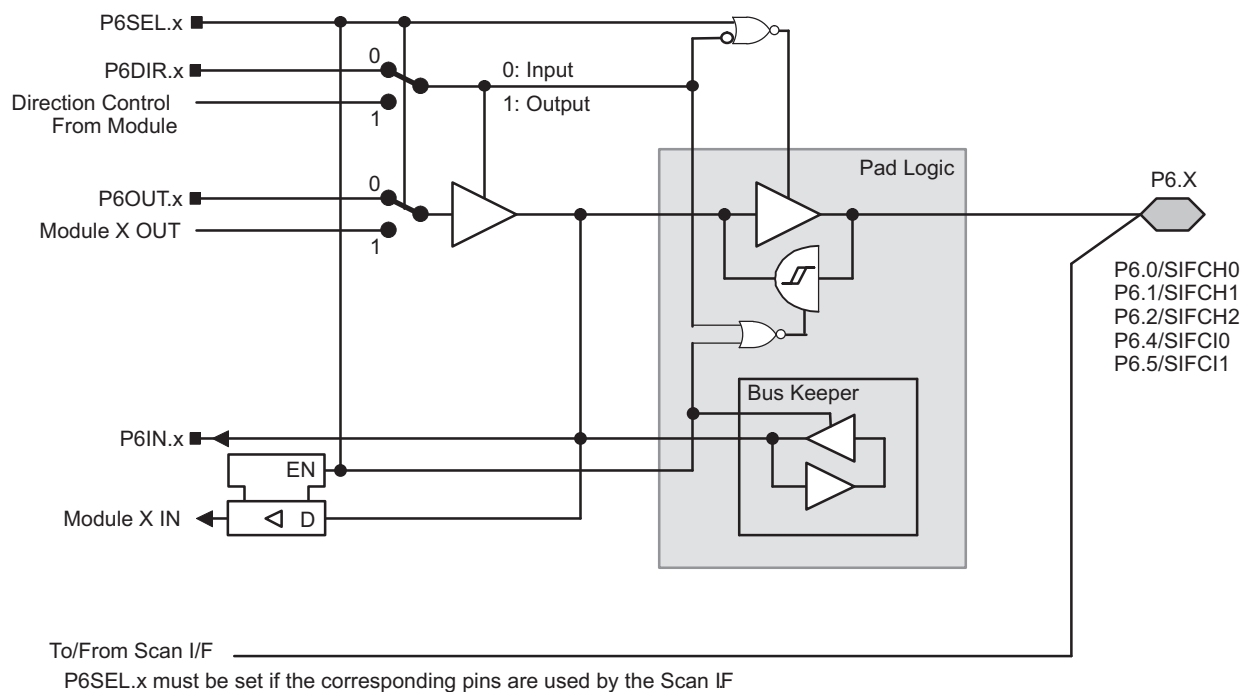 P6SEL.x
P6DIR.x
0
Direction Control
From Module
1
0: Input
1: Output
P6OUT.x
0
Module X OUT
1
Pad Logic
P6.X
P6.0/SIFCH0
P6.1/SIFCH1
P6.2/SIFCH2
P6.4/SIFCI0
P6.5/SIFCI1
Bus Keeper
P6IN.x
EN
Module X IN
D
To/From Scan I/F
P6SEL.x must be set if the corresponding pins are used by the Scan I.F